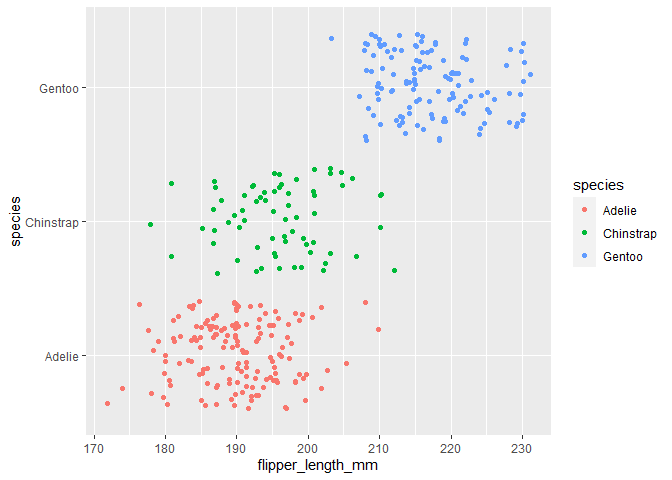 Gentoo
Chinstrap
Adelie
species
170 180 190 200 210 220 230
flipper_length_mm
species
Adelie
Chinstrap
Gentoo